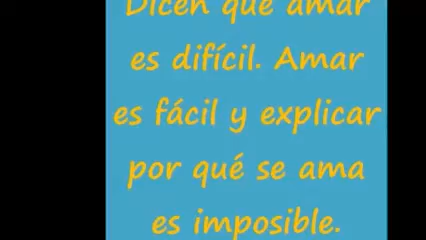 Dicen que amar
es difícil. Amar
es fácil y explicar
por qué se ama
es imposible.